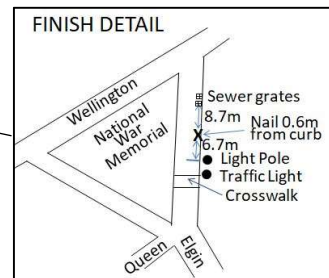 FINISH DETAIL
Wellington
National
War
Memorial
Sewer grates
8.7m
Nail 0.6m
X
from curb
6.7m
Light Pole
Traffic Light
Crosswalk
Queen
Elgin